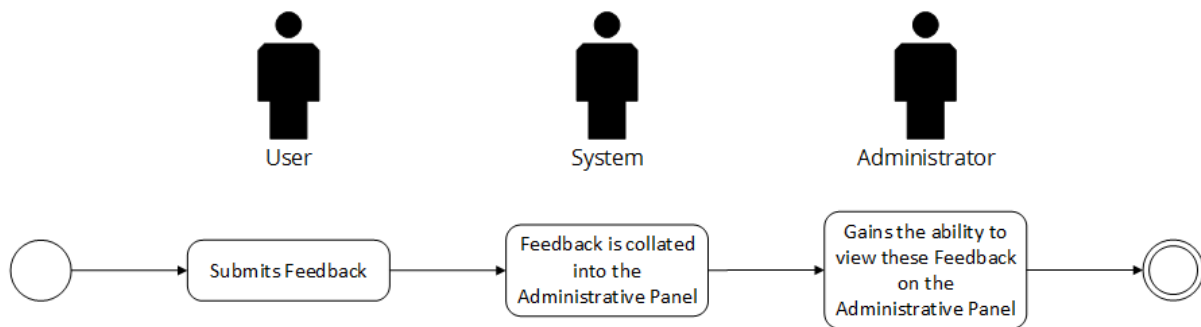 User
System
Administrator
Submits Feedback
Feedback is collated
into the
Administrative Panel
Gains the ability to
view these Feedback
on the
Administrative Panel